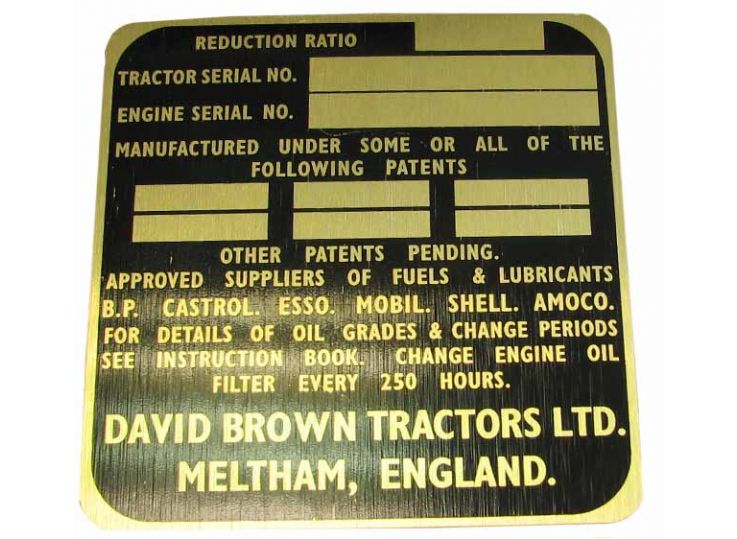 REDUCTION RATIO
TRACTOR SERIAL NO.
ENGINE SERIAL NO.
MANUFACTURED UNDER SOME OR ALL OF THE
FOLLOWING PATENTS
OTHER PATENTS PENDING.
APPROVED SUPPLIERS OF FUELS & LUBRICANTS
B.P. CASTROL. ESSO. MOBIL. SHELL. AMOCO.
FOR DETAILS OF OIL GRADES & CHANGE PERIODS
SEE INSTRUCTION BOOK. CHANGE ENGINE OIL
FILTER EVERY 250 HOURS.
DAVID BROWN TRACTORS LTD.
MELTHAM, ENGLAND.